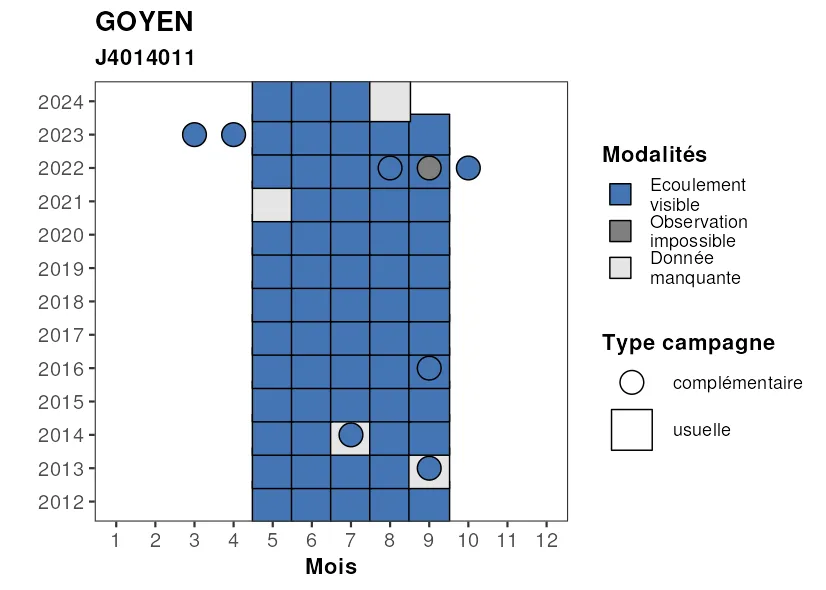 GOYEN
J4014011
2024
2023
2022
2021
2020
2019
2018
2017
2016
2015
2014
2013
2012
1 2 3 4 5 6 7 8 9 10 11 12
Mois
Modalités
Ecoulement
visible
Observation
impossible
Donnée
manquante
Type campagne
complémentaire
usuelle